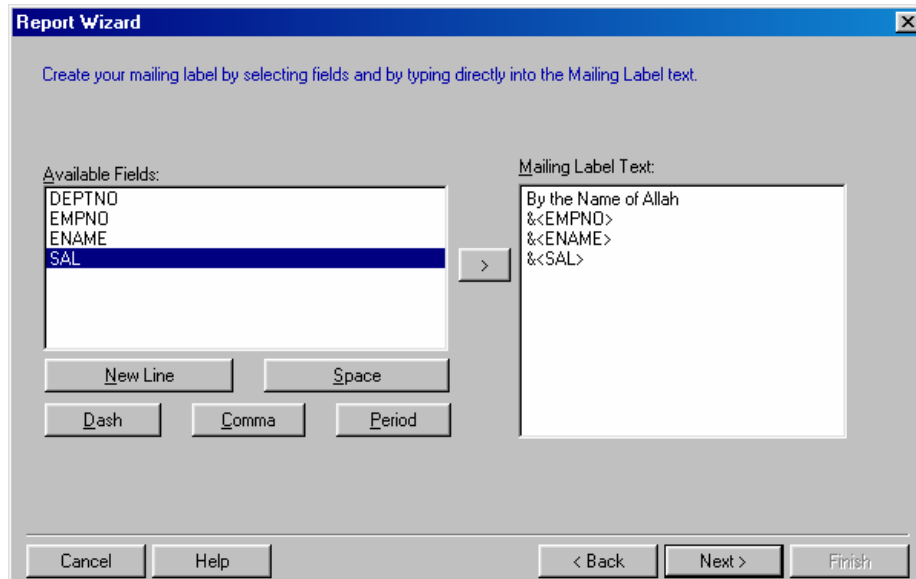 Report Wizard
Create your mailing label by selecting fields and by typing directly into the Mailing Label text.
Available Fields:
DEPTNO
EMPNO
ENAME
SAL
>
Mailing Label Text:
By the Name of Allah
&<EMPNO>
&<ENAME>
&<SAL>
New Line
Space
Dash
Comma
Period
Cancel
Help
< Back
Next >
Finish